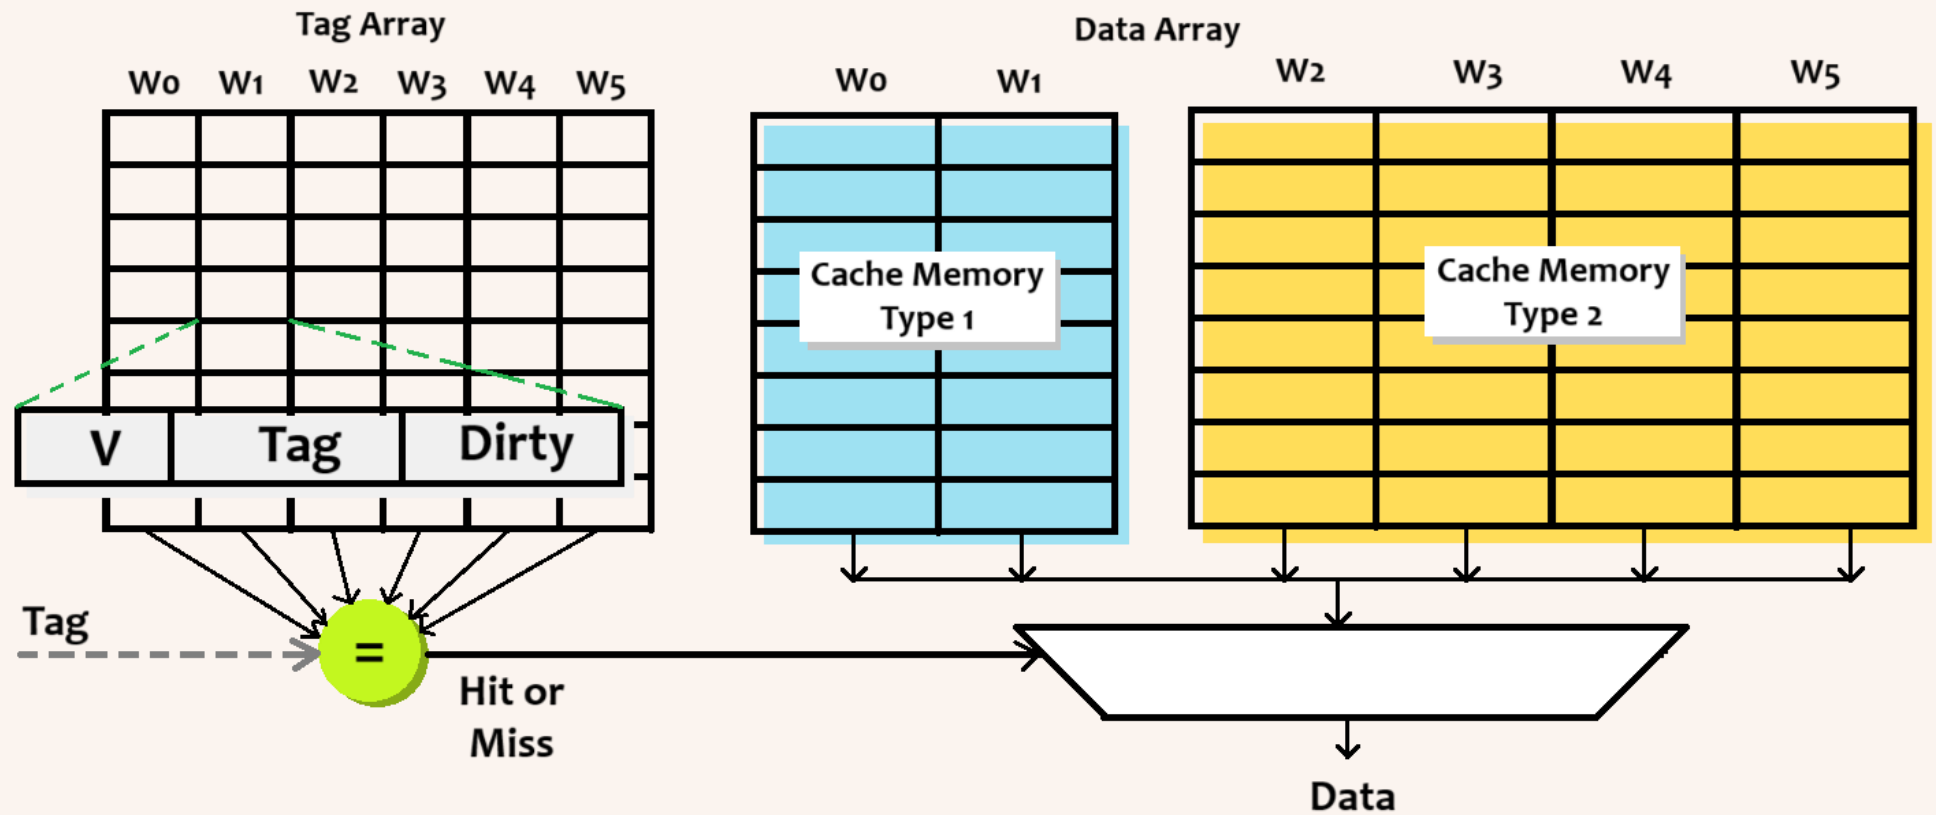 Tag Array
Data Array
W0 W1 W2 W3 W4 W5
W0 W1
W2 W3 W4 W5
Cache Memory
Type 1
Cache Memory
Type 2
V Tag Dirty
Tag
=
Hit or
Miss
Data